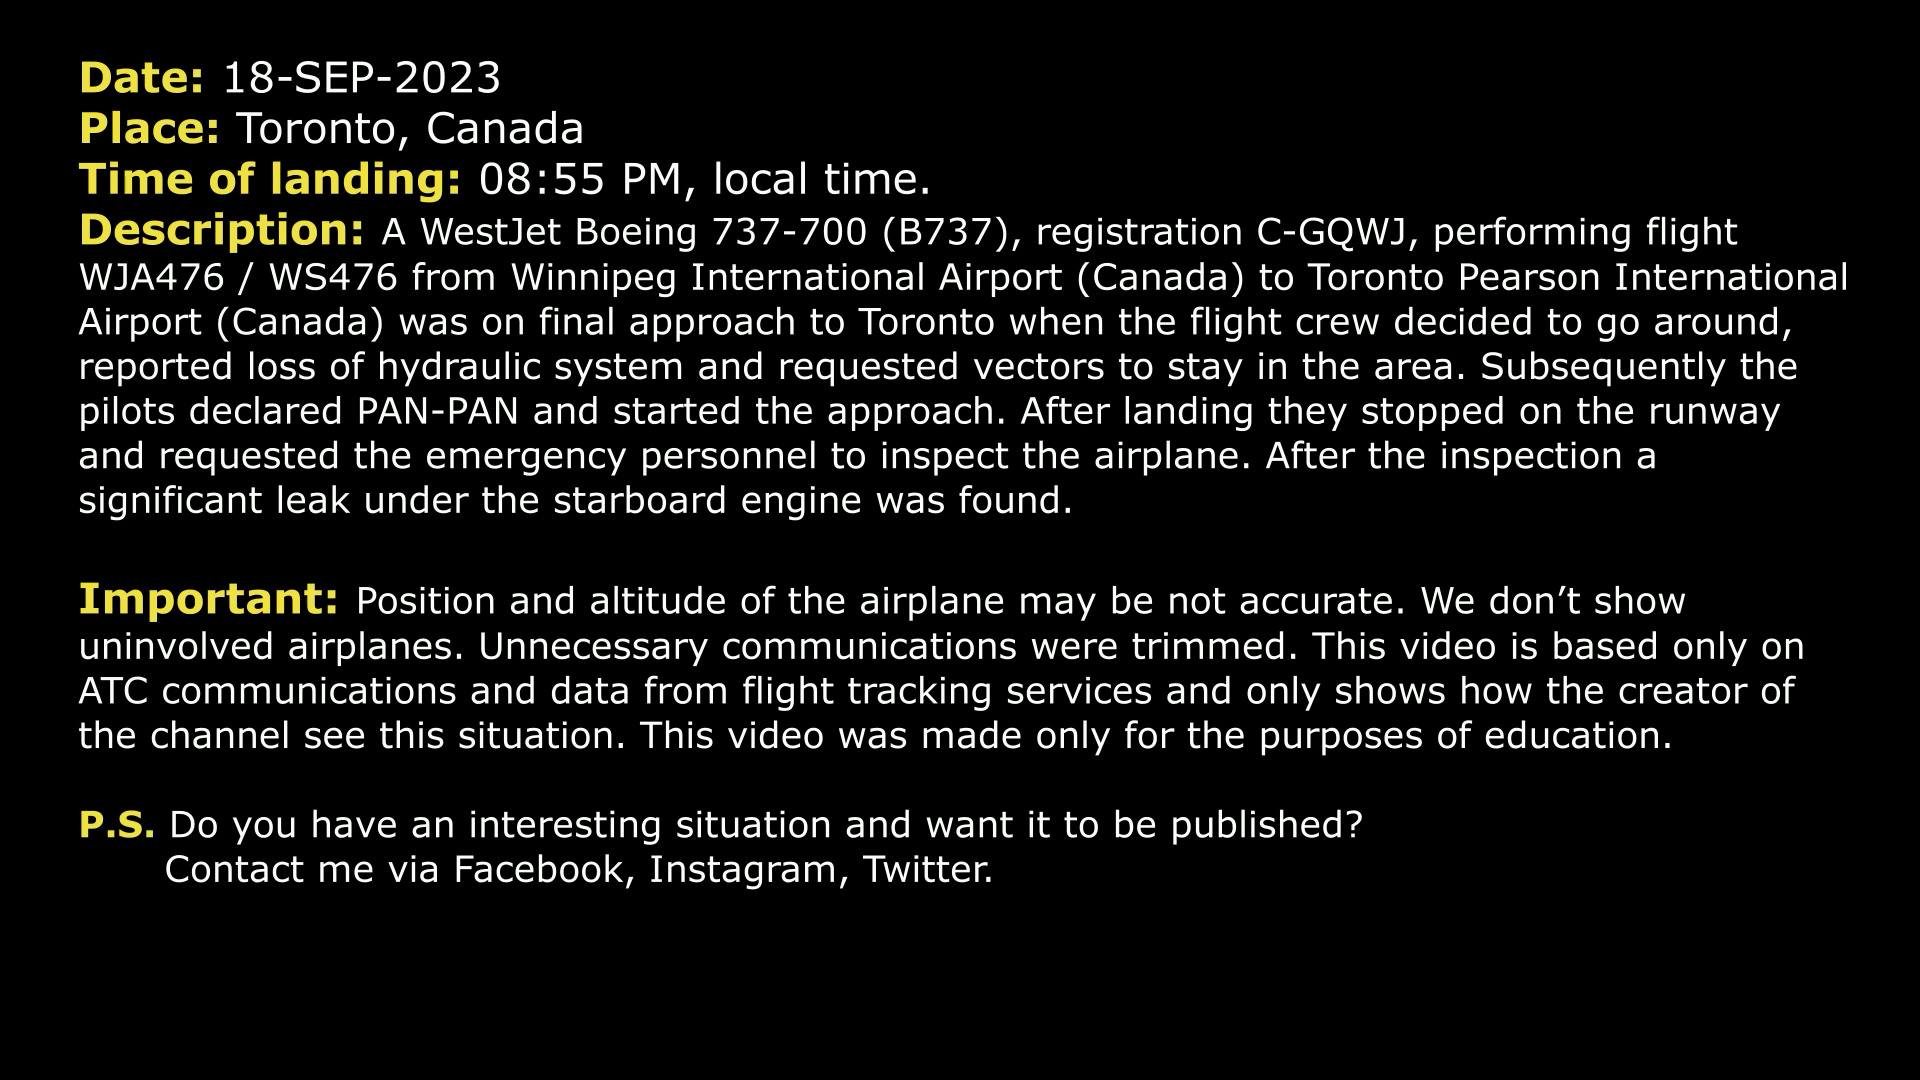 Date: 18-SEP-2023
Place: Toronto, Canada
Time of landing: 08:55 PM, local time.
Description: A WestJet Boeing 737-700 (B737), registration C-GQWJ, performing flight
WJA476 / WS476 from Winnipeg International Airport (Canada) to Toronto Pearson International
Airport (Canada) was on final approach to Toronto when the flight crew decided to go around,
reported loss of hydraulic system and requested vectors to stay in the area. Subsequently the
pilots declared PAN-PAN and started the approach. After landing they stopped on the runway
and requested the emergency personnel to inspect the airplane. After the inspection a
significant leak under the starboard engine was found.
Important: Position and altitude of the airplane may be not accurate. We don’t show
uninvolved airplanes. Unnecessary communications were trimmed. This video is based only on
ATC communications and data from flight tracking services and only shows how the creator of
the channel see this situation. This video was made only for the purposes of education.
P.S. Do you have an interesting situation and want it to be published?
Contact me via Facebook, Instagram, Twitter.